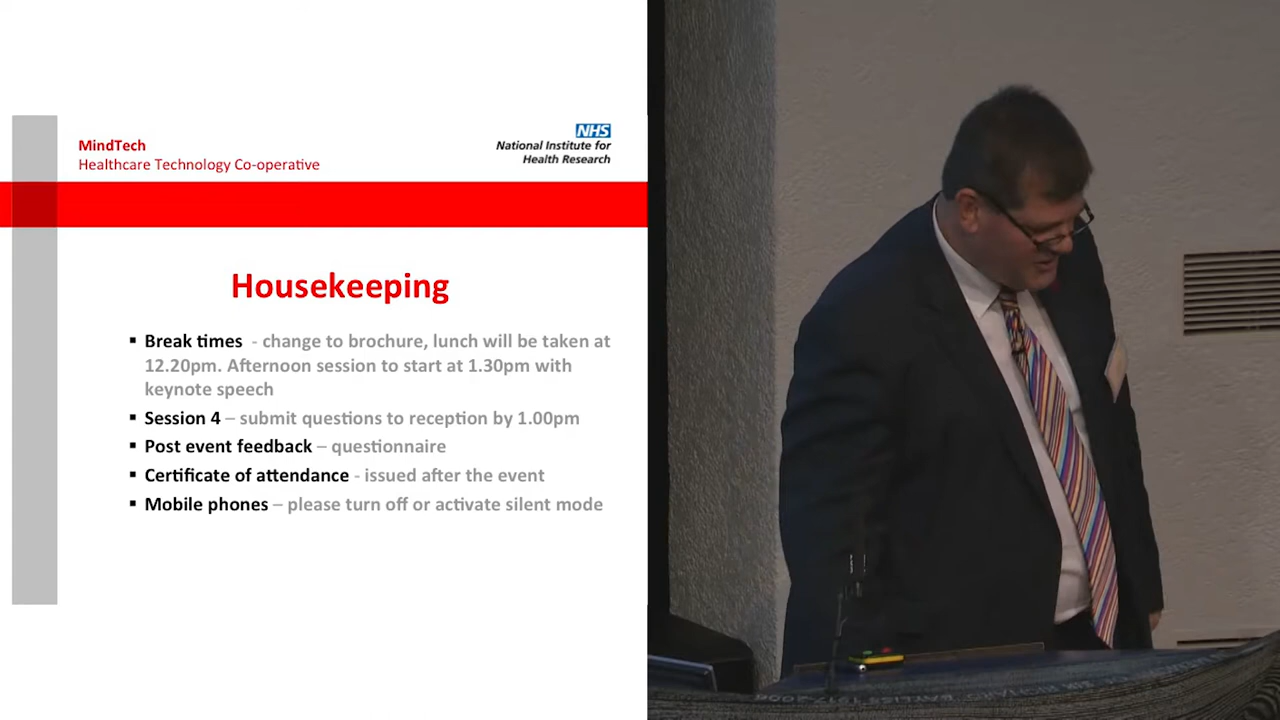 MindTech
Healthcare Technology Co-operative
NHS
National Institute for
Health Research
Housekeeping
▪ Break times - change to brochure, lunch will be taken at
12.20pm. Afternoon session to start at 1.30pm with
keynote speech
▪ Session 4 – submit questions to reception by 1.00pm
▪ Post event feedback – questionnaire
▪ Certificate of attendance - issued after the event
▪ Mobile phones – please turn off or activate silent mode